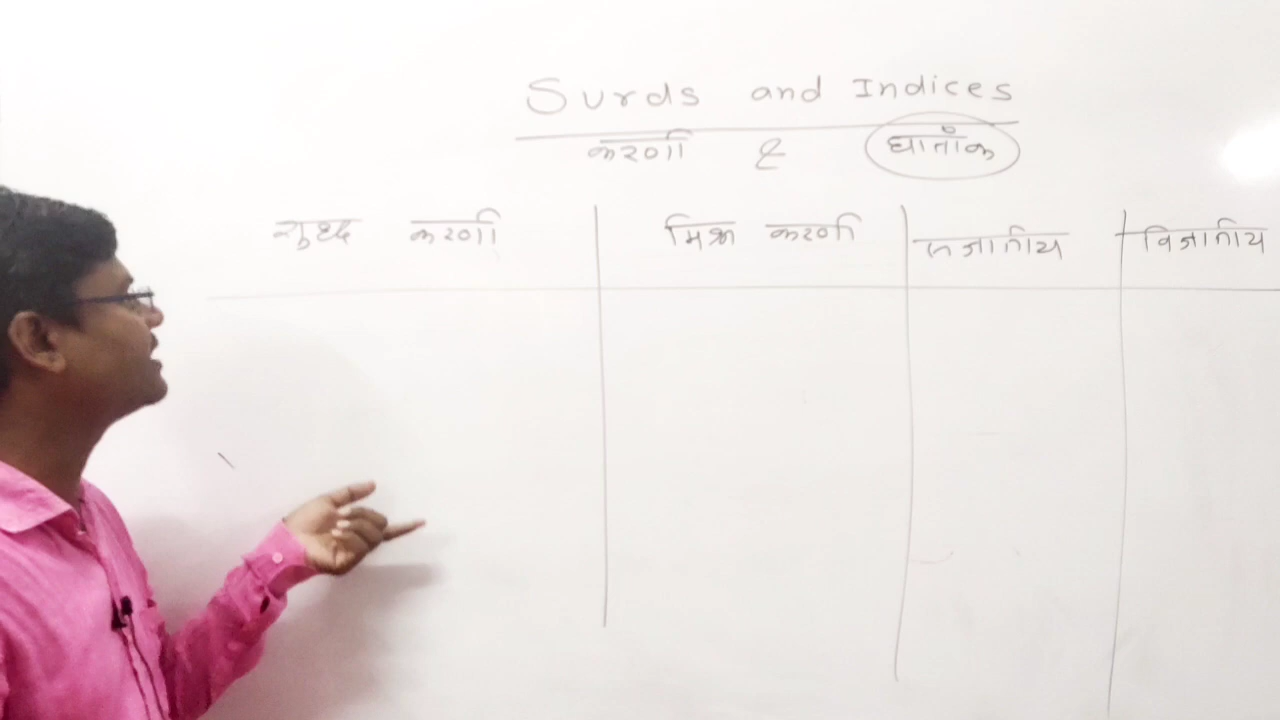 Surds and Indices
करणी व घातांक
शुध्द करणी मिश्र करणी सजातीय विजातीय